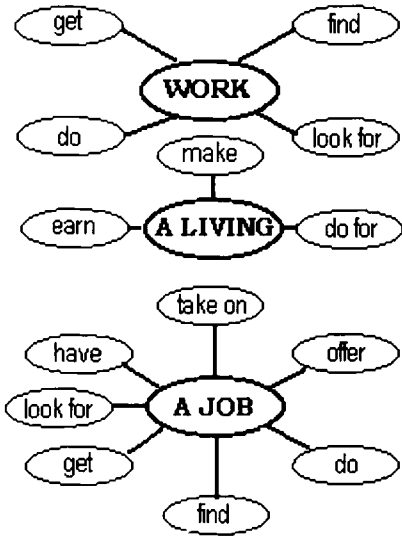 get
find
WORK
do
look for
make
earn
A LIVING
do for
take on
have
offer
look for
A JOB
get
do
find